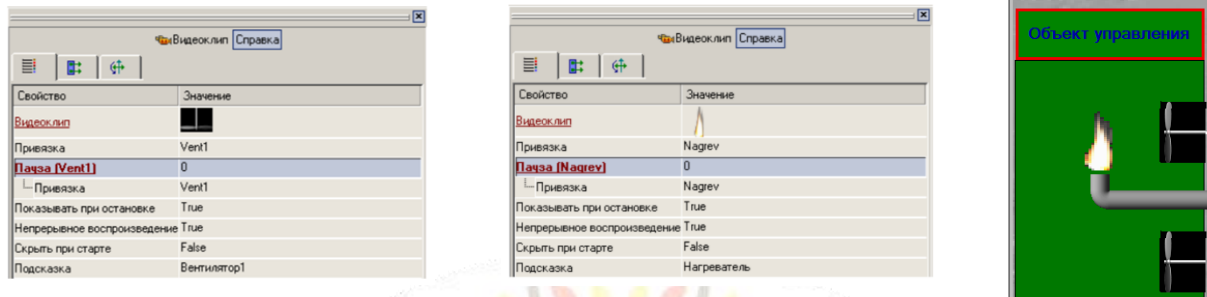 Видеоклип Справка
Свойство Значение
Видеоклип
Привязка Vent1
Пауза (Vent1) 0
Привязка Vent1
Показывать при остановке True
Непрерывное воспроизведение True
Скрыть при старте False
Подсказка Вентилятор1
Видеоклип Справка
Свойство Значение
Видеоклип
Привязка Nagrev
Пауза (Nagrev) 0
Привязка Nagrev
Показывать при остановке True
Непрерывное воспроизведение True
Скрыть при старте False
Подсказка Нагреватель
Объект управления